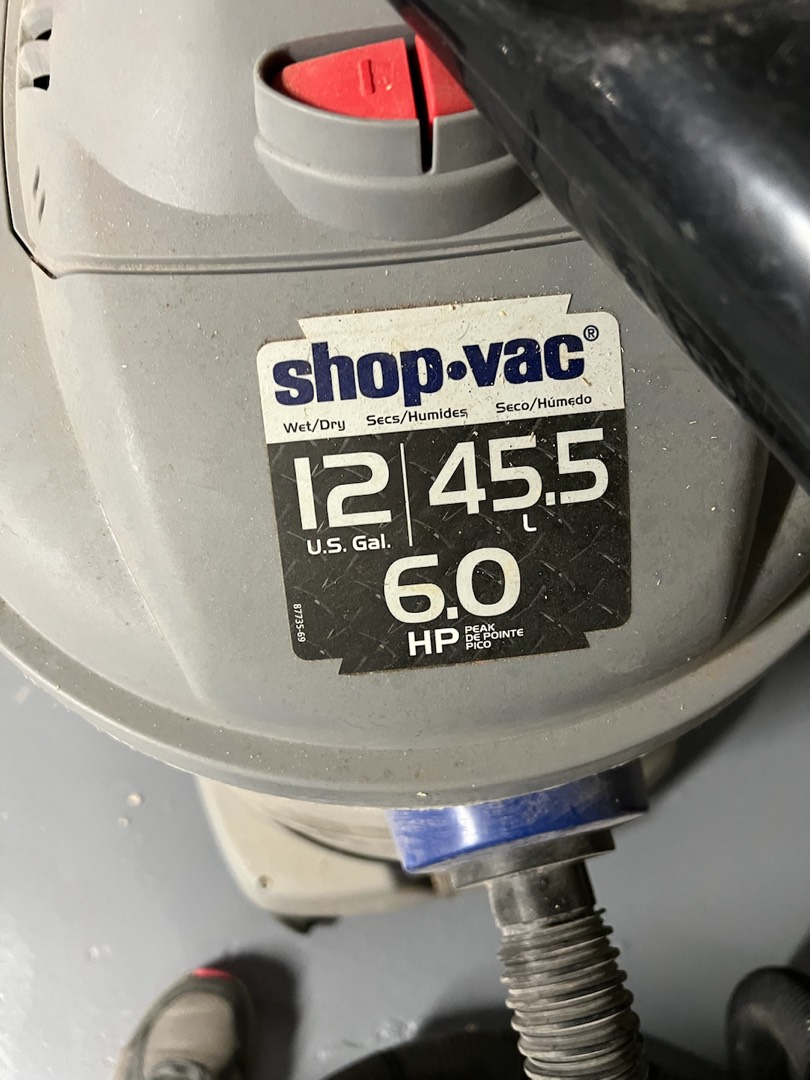 shop•vac®
Wet/Dry Secs/Humides Seco/Húmedo
12 45.5
U.S. Gal. L
6.0
HP PEAK
DE POINTE
PICO
87735-69